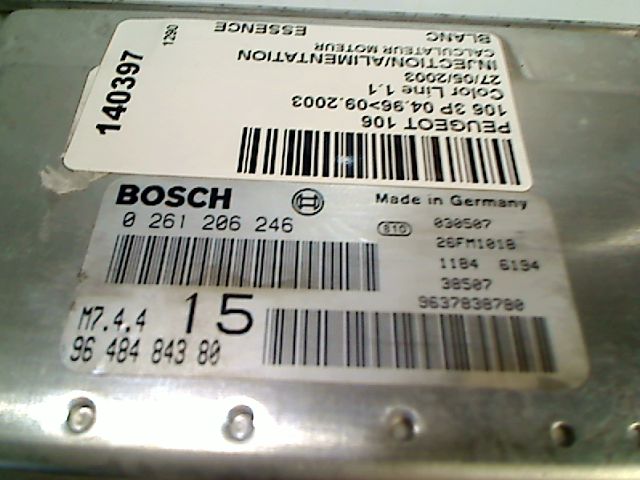 PEUGEOT 106
106 3P 04.96>09.2003
Color Line 1.1
27/05/2003
INJECTION/ALIMENTATION
CALCULATEUR MOTEUR
BLANC
ESSENCE
1290
140397
BOSCH
Made in Germany
0 261 206 246
810
030507
26FM1018
1184 6194
38507
9637838780
M7.4.4
15
96 484 843 80